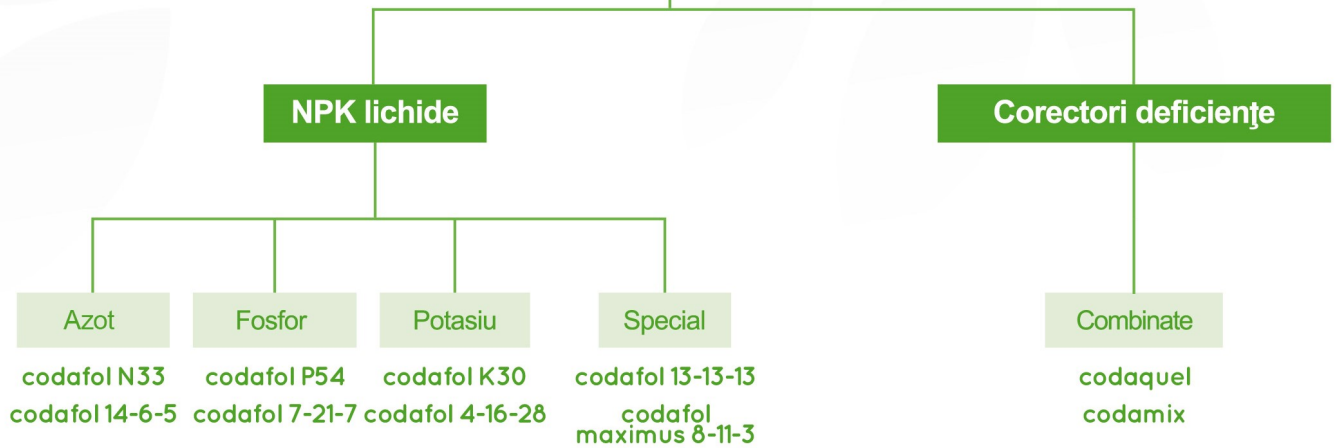 NPK lichide
Corectori deficienţe
Azot
Fosfor
Potasiu
Special
Combinate
codafol N33
codafol P54
codafol K30
codafol 13-13-13
codaquel
codafol 14-6-5
codafol 7-21-7
codafol 4-16-28
codafol
maximus 8-11-3
codamix